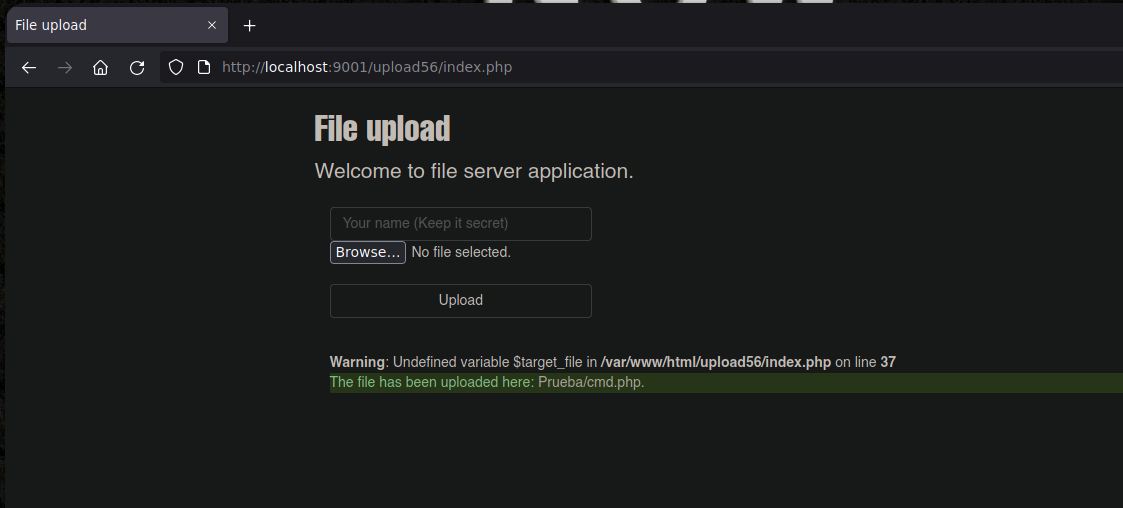 File upload
http://localhost:9001/upload56/index.php
File upload
Welcome to file server application.
Your name (Keep it secret)
Browse... No file selected.
Upload
Warning: Undefined variable $target_file in /var/www/html/upload56/index.php on line 37
The file has been uploaded here: Prueba/cmd.php.